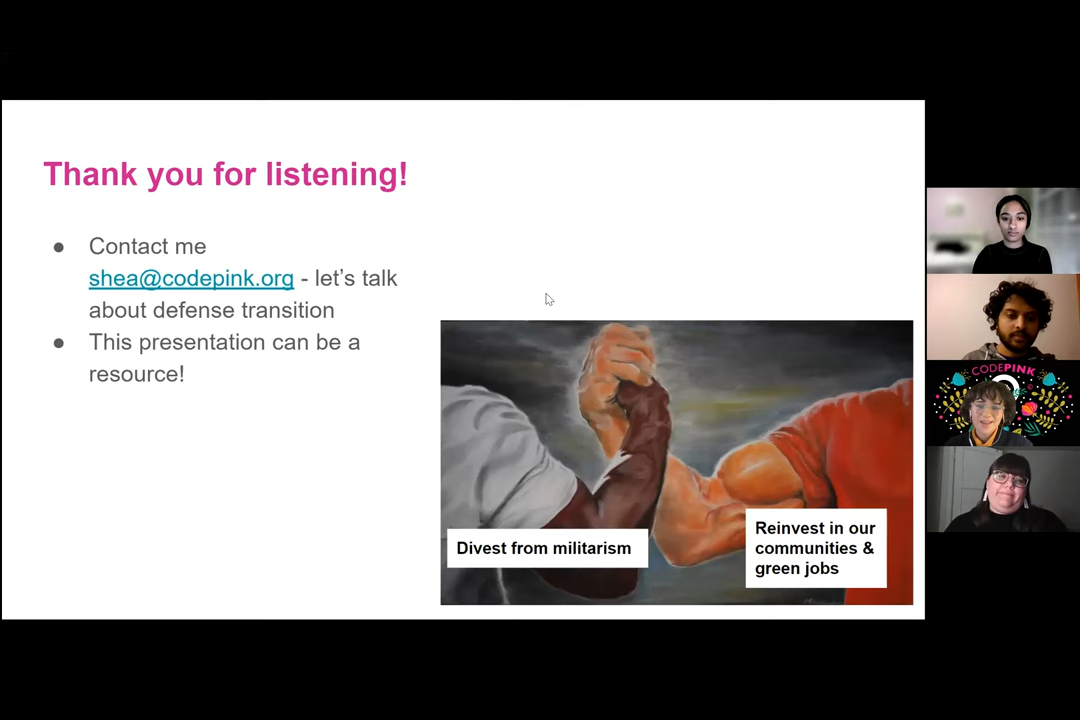 Thank you for listening!
● Contact me
shea@codepink.org - let’s talk
about defense transition
● This presentation can be a
resource!
Divest from militarism
Reinvest in our
communities &
green jobs
CODEPINK